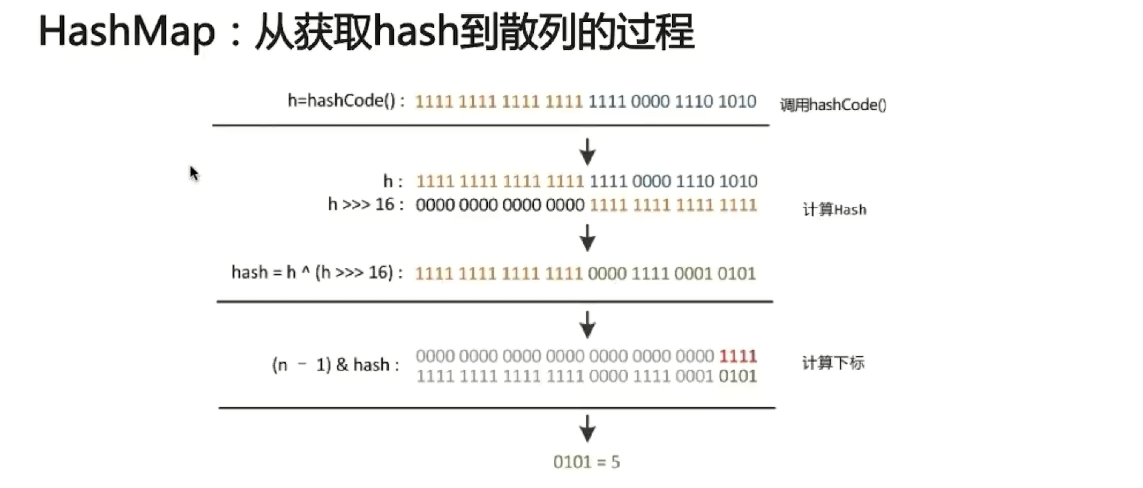 HashMap：从获取hash到散列的过程
h=hashCode() : 1111 1111 1111 1111 1111 0000 1110 1010 调用hashCode()
h : 1111 1111 1111 1111 1111 0000 1110 1010
h >>> 16 : 0000 0000 0000 0000 1111 1111 1111 1111 计算Hash
hash = h ^ (h >>> 16) : 1111 1111 1111 1111 0000 1111 0001 0101
(n － 1) & hash : 0000 0000 0000 0000 0000 0000 0000 1111 计算下标
1111 1111 1111 1111 0000 1111 0001 0101
0101 = 5